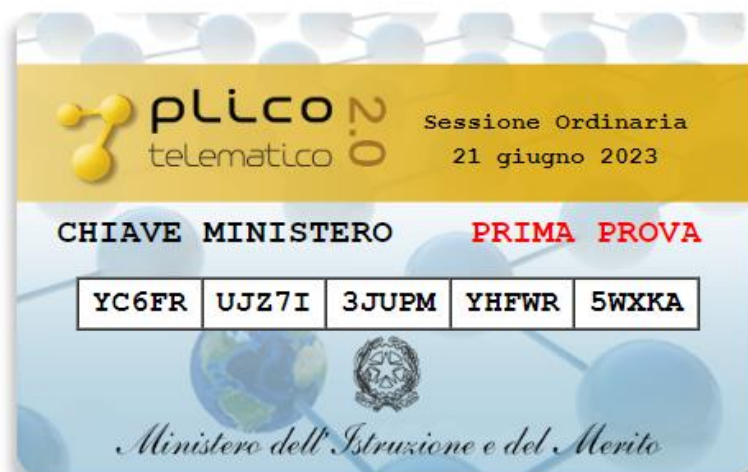 plico 2.0
telematico
Sessione Ordinaria
21 giugno 2023
CHIAVE MINISTERO PRIMA PROVA
YC6FR UJZ7I 3JUPM YHFWR 5WXKA
Ministero dell'Istruzione e del Merito